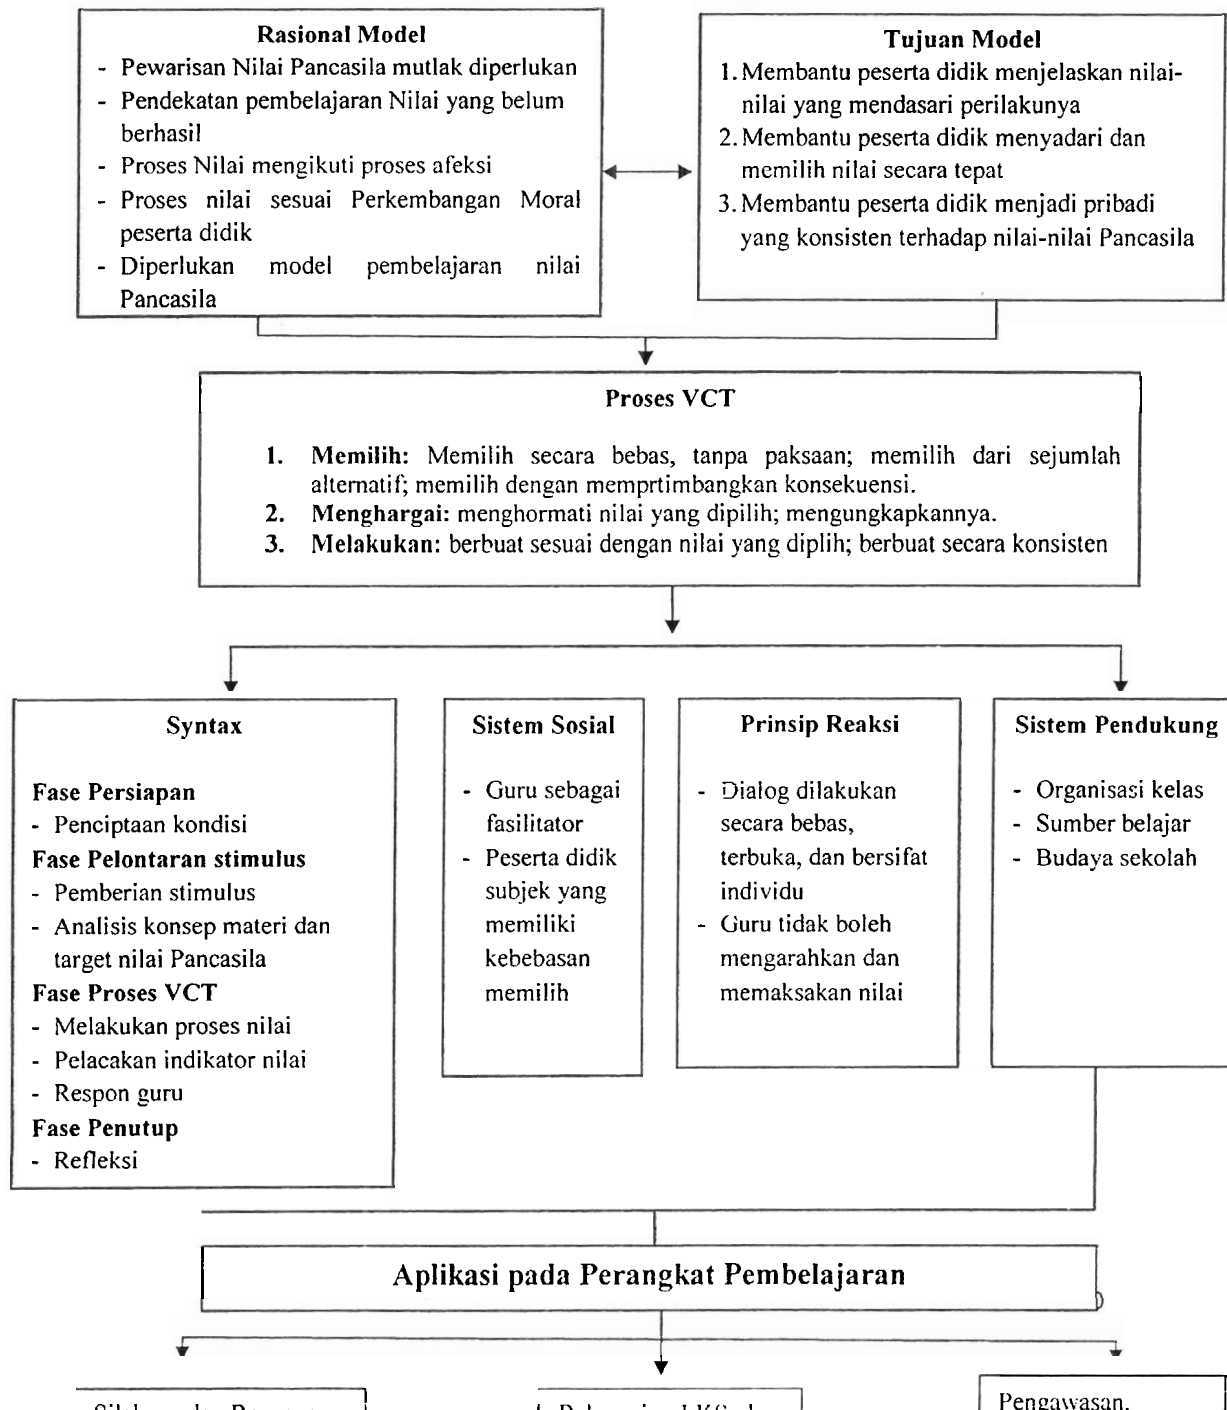 Rasional Model
- Pewarisan Nilai Pancasila mutlak diperlukan
- Pendekatan pembelajaran Nilai yang belum
berhasil
- Proses Nilai mengikuti proses afeksi
- Proses nilai sesuai Perkembangan Moral
peserta didik
- Diperlukan model pembelajaran nilai
Pancasila
Tujuan Model
1. Membantu peserta didik menjelaskan nilai-
nilai yang mendasari perilakunya
2. Membantu peserta didik menyadari dan
memilih nilai secara tepat
3. Membantu peserta didik menjadi pribadi
yang konsisten terhadap nilai-nilai Pancasila
Proses VCT
1. Memilih: Memilih secara bebas, tanpa paksaan; memilih dari sejumlah
alternatif; memilih dengan memprtimbangkan konsekuensi.
2. Menghargai: menghormati nilai yang dipilih; mengungkapkannya.
3. Melakukan: berbuat sesuai dengan nilai yang diplih; berbuat secara konsisten
Syntax
Fase Persiapan
- Penciptaan kondisi
Fase Pelontaran stimulus
- Pemberian stimulus
- Analisis konsep materi dan
target nilai Pancasila
Fase Proses VCT
- Melakukan proses nilai
- Pelacakan indikator nilai
- Respon guru
Fase Penutup
- Refleksi
Sistem Sosial
- Guru sebagai
fasilitator
- Peserta didik
subjek yang
memiliki
kebebasan
memilih
Prinsip Reaksi
- Dialog dilakukan
secara bebas,
terbuka, dan bersifat
individu
- Guru tidak boleh
mengarahkan dan
memaksakan nilai
Sistem Pendukung
- Organisasi kelas
- Sumber belajar
- Budaya sekolah
Aplikasi pada Perangkat Pembelajaran
Pengawasan,